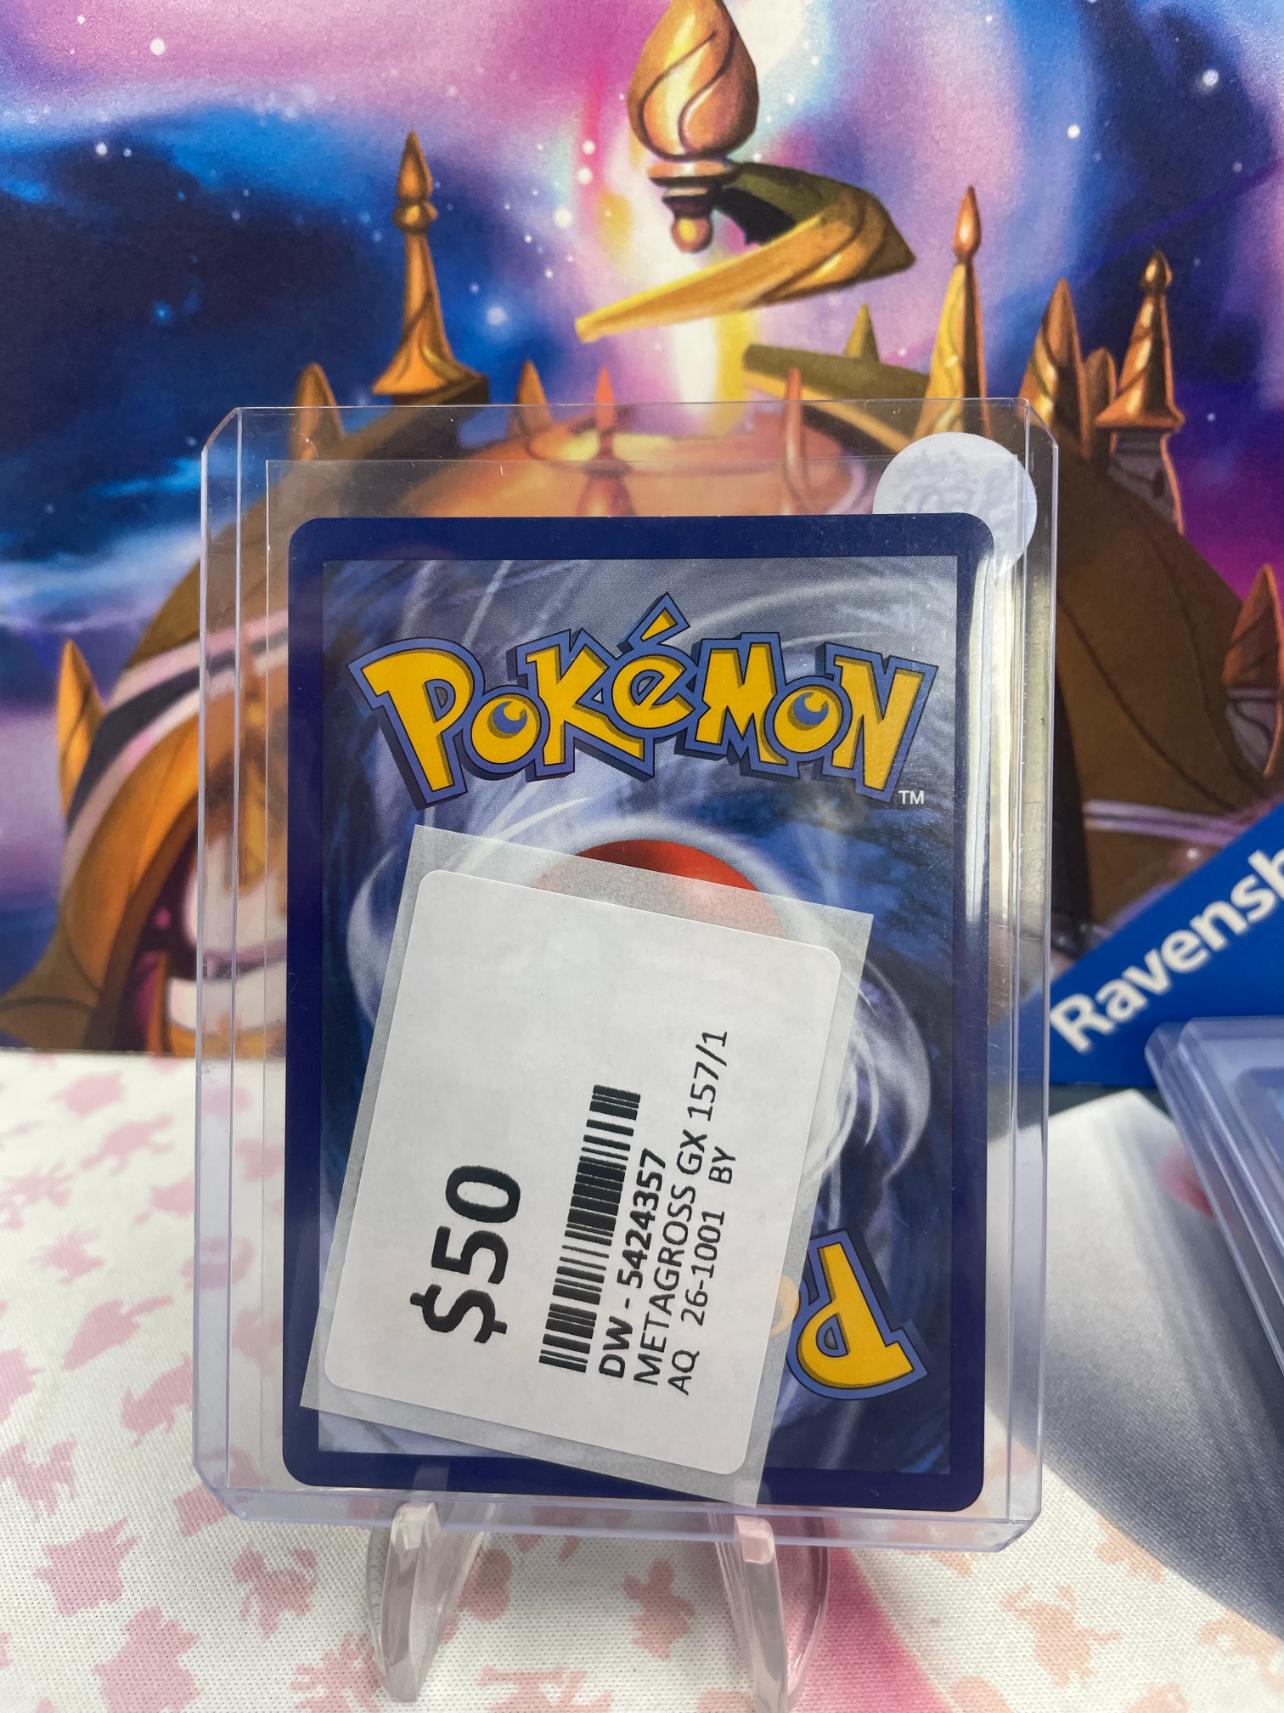 Pokémon
TM
$50
DW - 5424357
METAGROSS GX 157/1
AQ 26-1001 BY
P
Ravensb